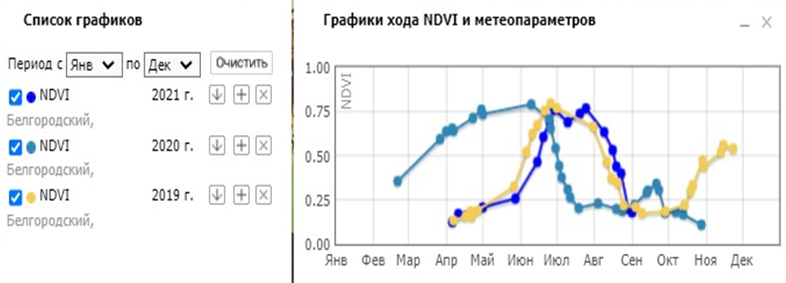 Список графиков
Период с Янв по Дек Очистить
NDVI 2021 г.
Белгородский,
NDVI 2020 г.
Белгородский,
NDVI 2019 г.
Белгородский,
Графики хода NDVI и метеопараметров
1.00
NDVI
0.75
0.50
0.25
0.00
Янв Фев Мар Апр Май Июн Июл Авг Сен Окт Ноя Дек